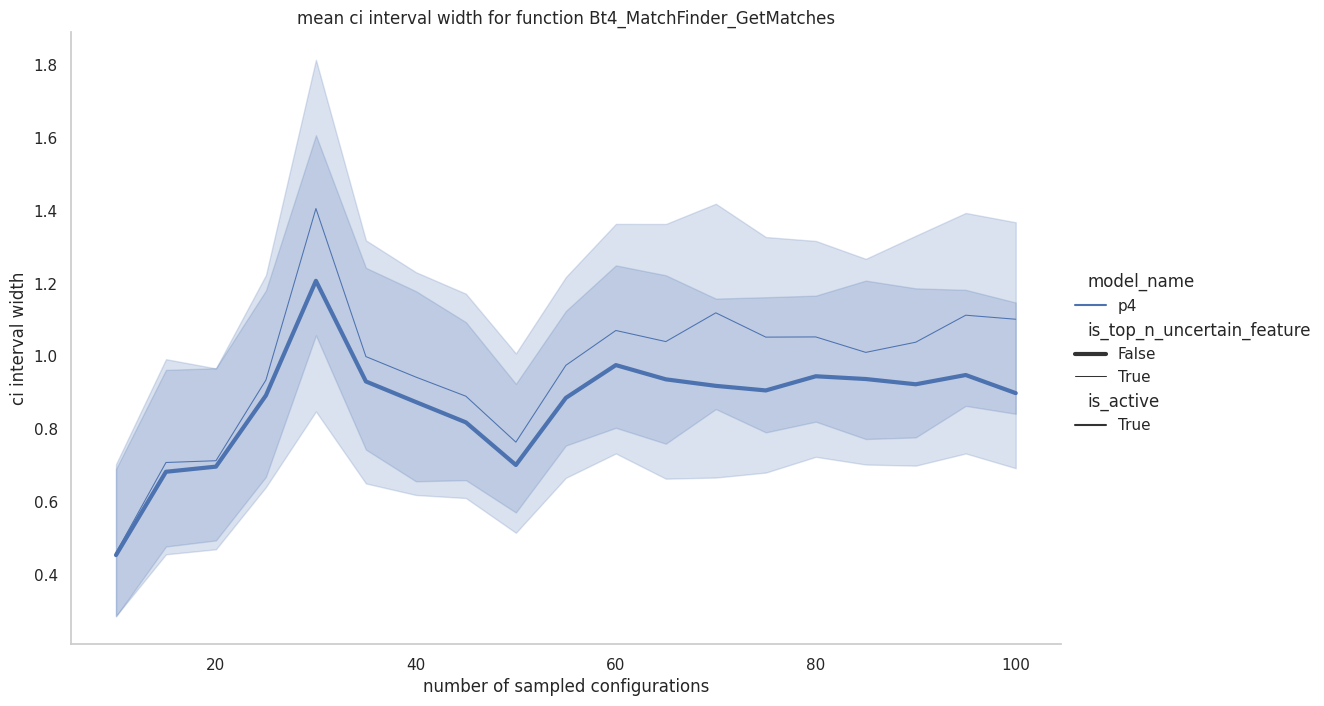 mean ci interval width for function Bt4_MatchFinder_GetMatches
ci interval width
1.8
1.6
1.4
1.2
1.0
0.8
0.6
0.4
20
40
60
80
100
number of sampled configurations
model_name
p4
is_top_n_uncertain_feature
False
True
is_active
True